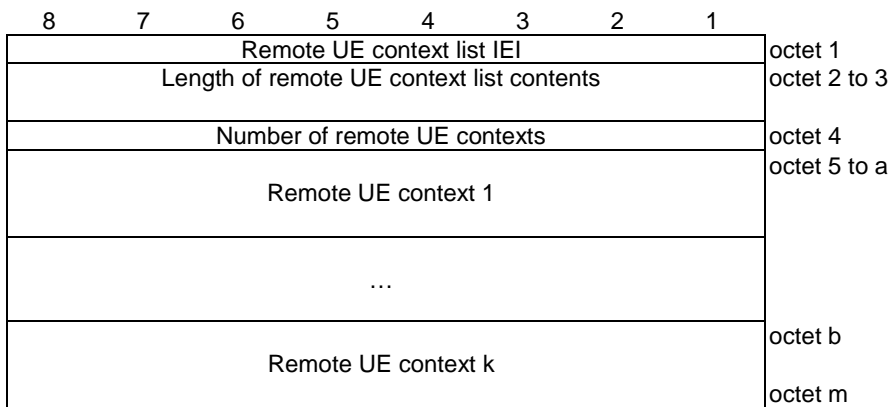 8 7 6 5 4 3 2 1
Remote UE context list IEI octet 1
Length of remote UE context list contents octet 2 to 3
Number of remote UE contexts octet 4
octet 5 to a
Remote UE context 1
…
octet b
Remote UE context k
octet m